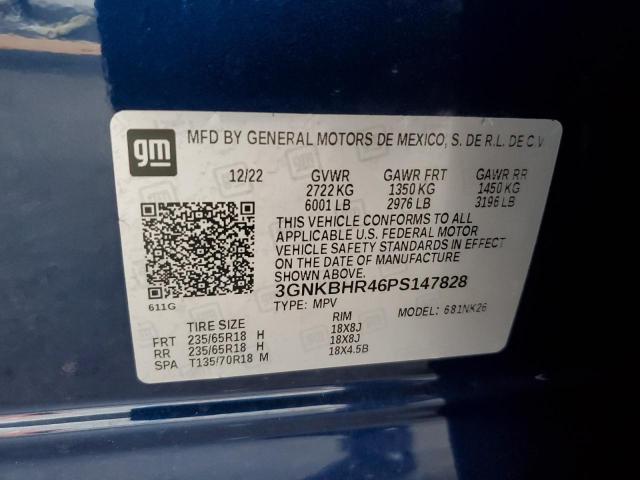 gm
MFD BY GENERAL MOTORS DE MEXICO, S. DE R.L. DE C.V
12/22 GVWR GAWR FRT GAWR RR
2722 KG 1350 KG 1450 KG
6001 LB 2976 LB 3196 LB
THIS VEHICLE CONFORMS TO ALL
APPLICABLE U.S. FEDERAL MOTOR
VEHICLE SAFETY STANDARDS IN EFFECT
ON THE DATE OF MANUFACTURE
SHOWN ABOVE.
3GNKBHR46PS147828
611G TYPE: MPV MODEL: 681NK26
TIRE SIZE RIM
FRT 235/65R18 H 18X8J
RR 235/65R18 H 18X8J
SPA T135/70R18 M 18X4.5B